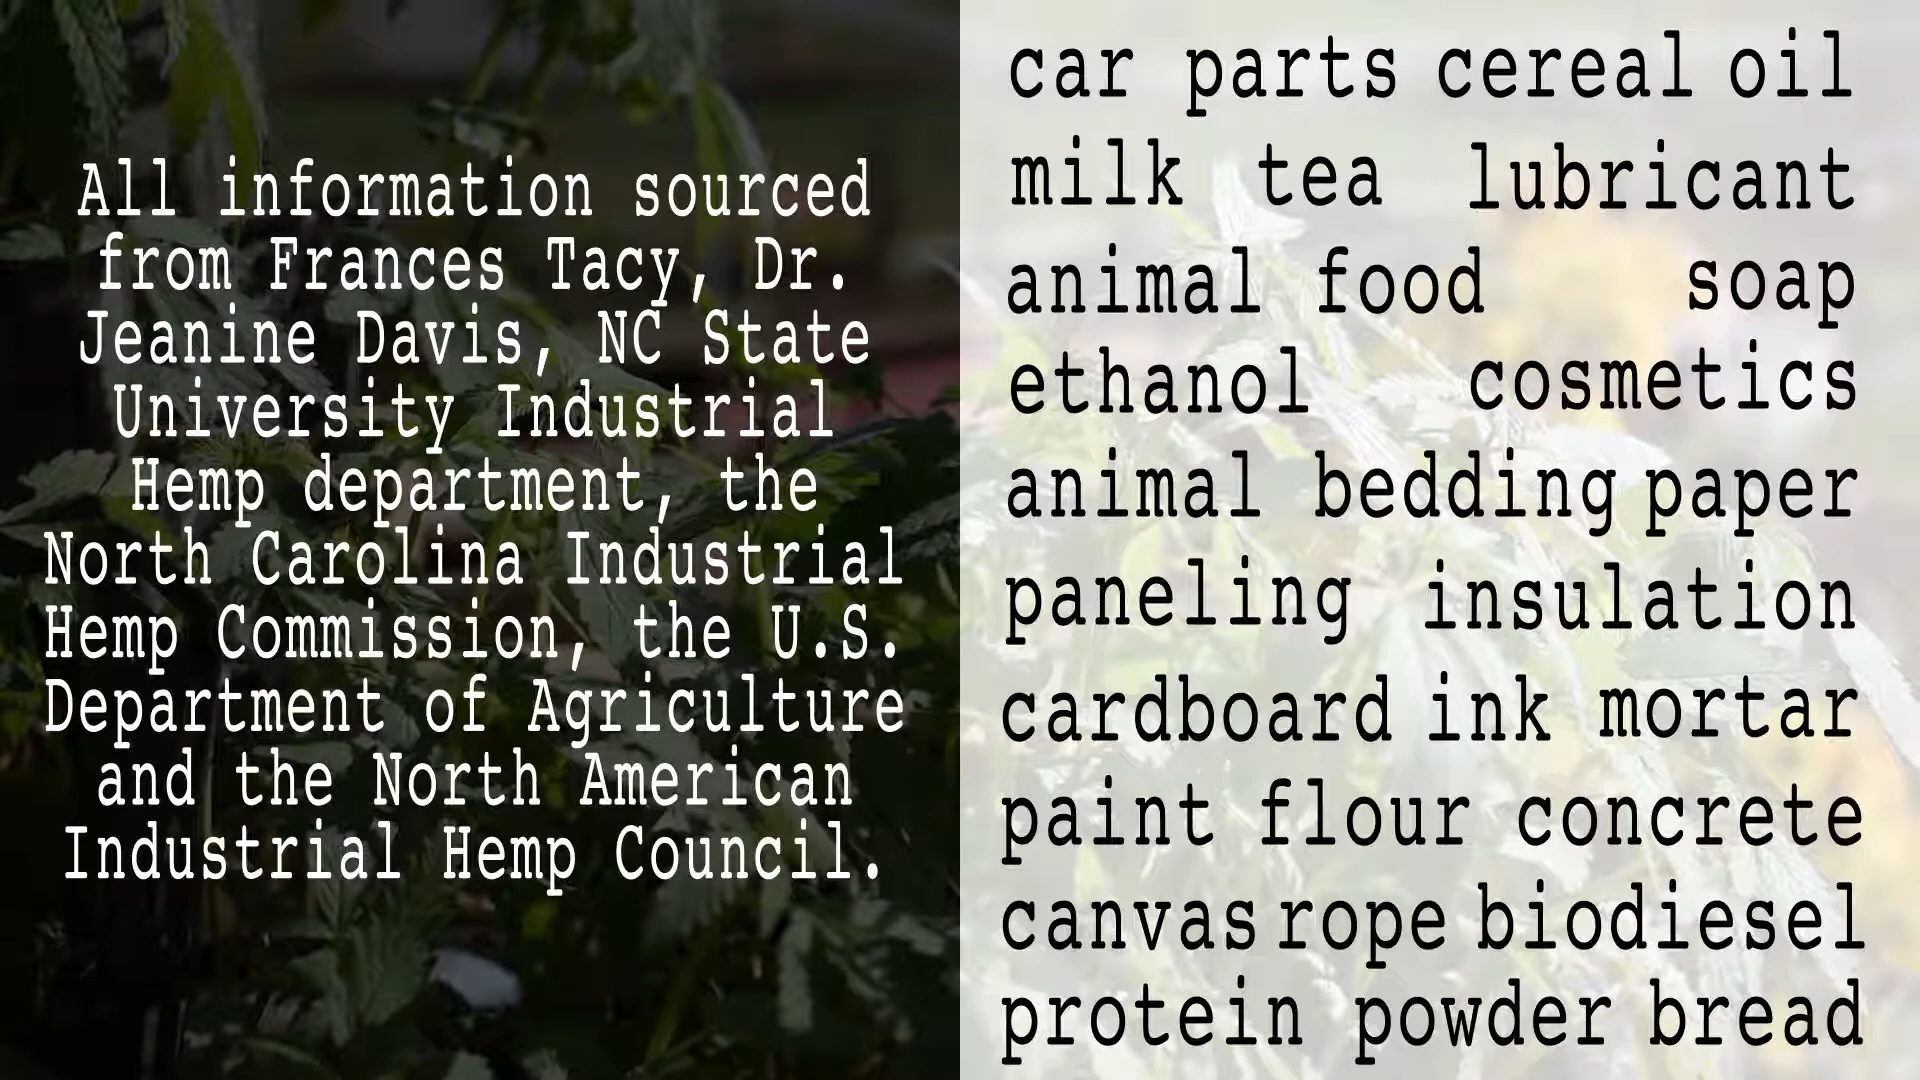 All information sourced
from Frances Tacy, Dr.
Jeanine Davis, NC State
University Industrial
Hemp department, the
North Carolina Industrial
Hemp Commission, the U.S.
Department of Agriculture
and the North American
Industrial Hemp Council.
car parts cereal oil
milk tea lubricant
animal food soap
ethanol cosmetics
animal bedding paper
paneling insulation
cardboard ink mortar
paint flour concrete
canvas rope biodiesel
protein powder bread